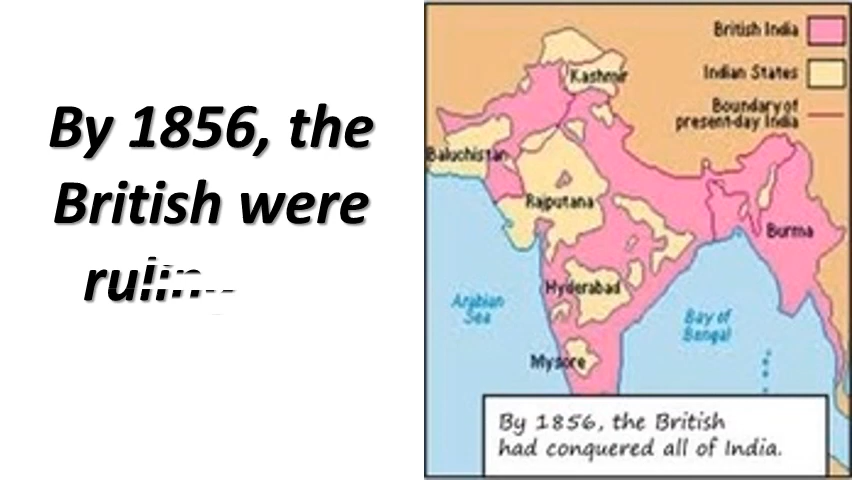 By 1856, the
British were
British India
Indian States
Boundary of
present-day India
Kashmir
Baluchistan
Rajputana
Burma
Hyderabad
Arabian
Sea
Bay of
Bengal
Mysore
By 1856, the British
had conquered all of India.